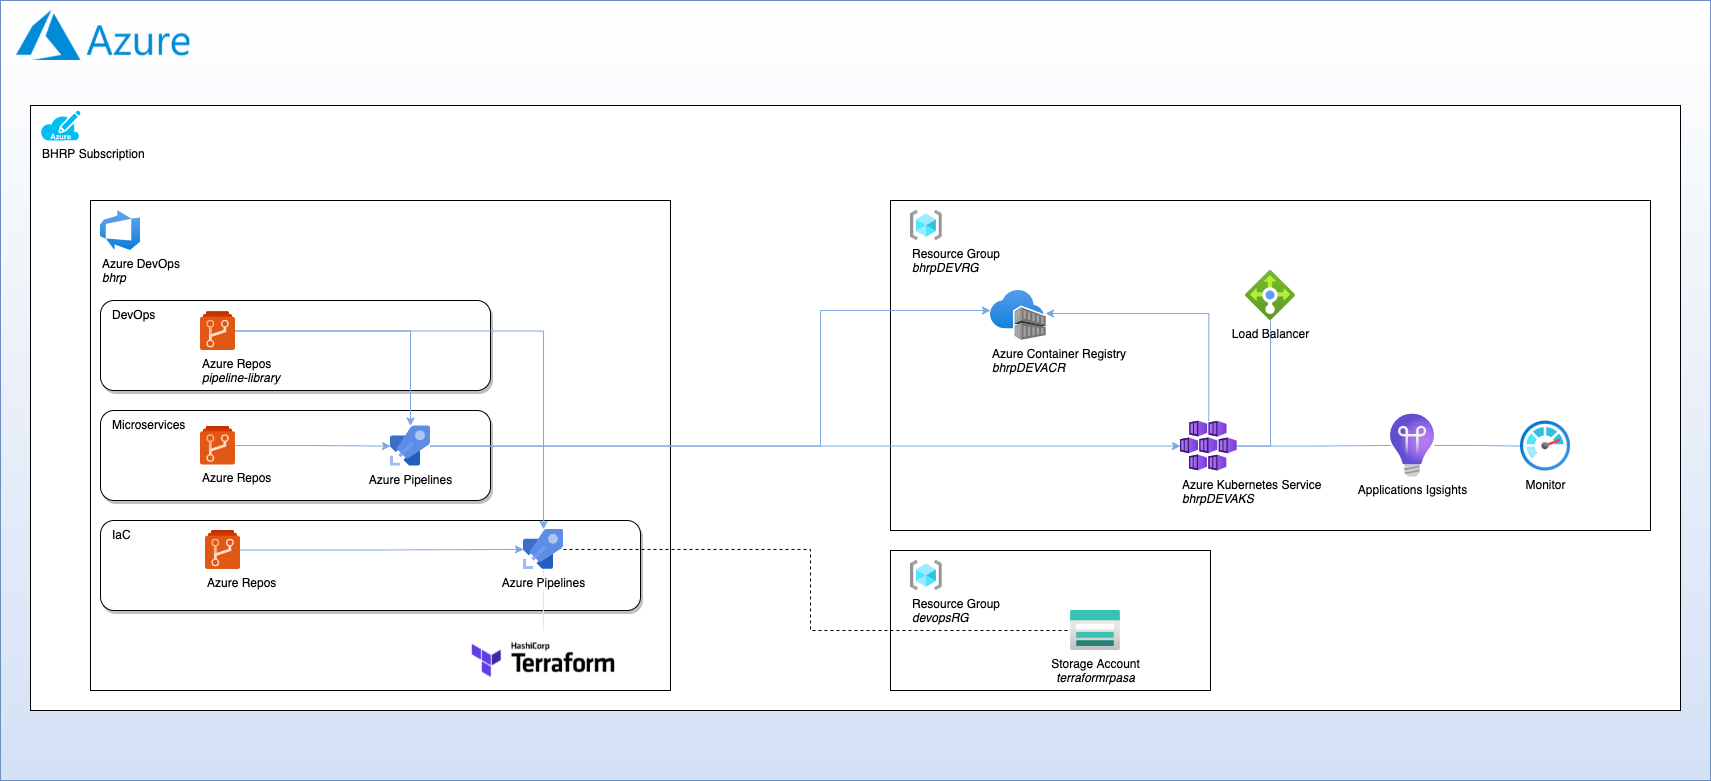 Azure
Azure
BHRP Subscription
Azure DevOps
bhrp
DevOps
Azure Repos
pipeline-library
Microservices
Azure Repos
Azure Pipelines
IaC
Azure Repos
Azure Pipelines
HashiCorp
Terraform
Resource Group
bhrpDEVRG
Azure Container Registry
bhrpDEVACR
Load Balancer
Azure Kubernetes Service
bhrpDEVAKS
Applications Igsights
Monitor
Resource Group
devopsRG
Storage Account
terraformrpasa